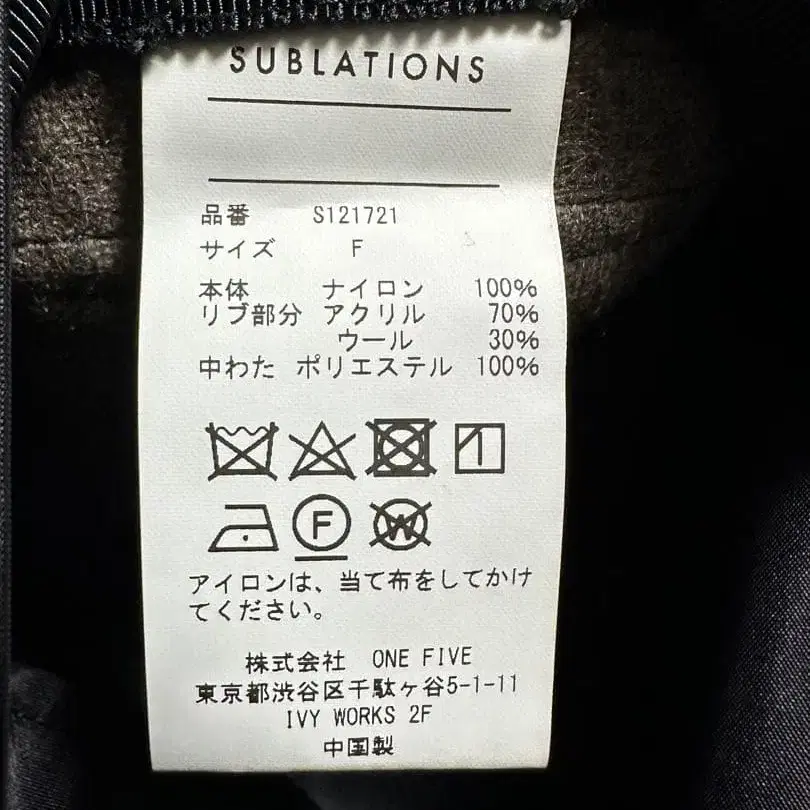 SUBLATIONS
品番 S121721
サイズ F
本体 ナイロン 100%
リブ部分 アクリル 70%
ウール 30%
中わた ポリエステル 100%
F W
アイロンは、当て布をしてかけ
てください。
株式会社 ONE FIVE
東京都渋谷区千駄ヶ谷5-1-11
IVY WORKS 2F
中国製